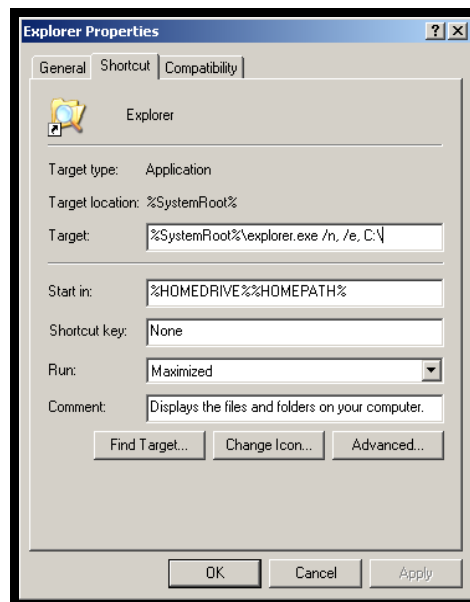 Explorer Properties
General Shortcut Compatibility
Explorer
Target type: Application
Target location: %SystemRoot%
Target: %SystemRoot%\explorer.exe /n, /e, C:\
Start in: %HOMEDRIVE%%HOMEPATH%
Shortcut key: None
Run: Maximized
Comment: Displays the files and folders on your computer.
Find Target... Change Icon... Advanced...
OK Cancel Apply